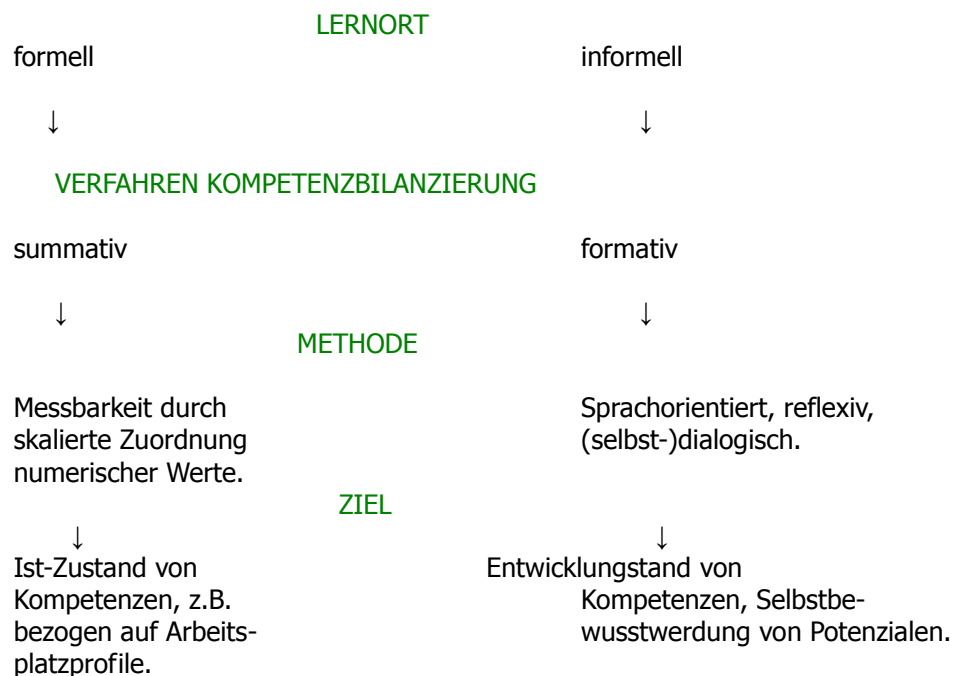 LERNORT
formell informell
↓ ↓
VERFAHREN KOMPETENZBILANZIERUNG
summativ formativ
↓ ↓
METHODE
Messbarkeit durch Sprachorientiert, reflexiv,
skalierte Zuordnung (selbst-)dialogisch.
numerischer Werte.
ZIEL
↓ ↓
Ist-Zustand von Entwicklungstand von
Kompetenzen, z.B. Kompetenzen, Selbstbe-
bezogen auf Arbeits- wusstwerdung von Potenzialen.
platzprofile.